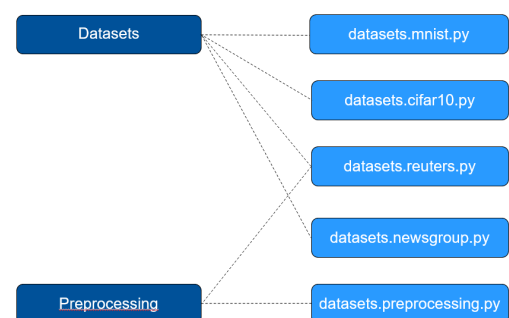 Datasets
datasets.mnist.py
datasets.cifar10.py
datasets.reuters.py
datasets.newsgroup.py
Preprocessing
datasets.preprocessing.py